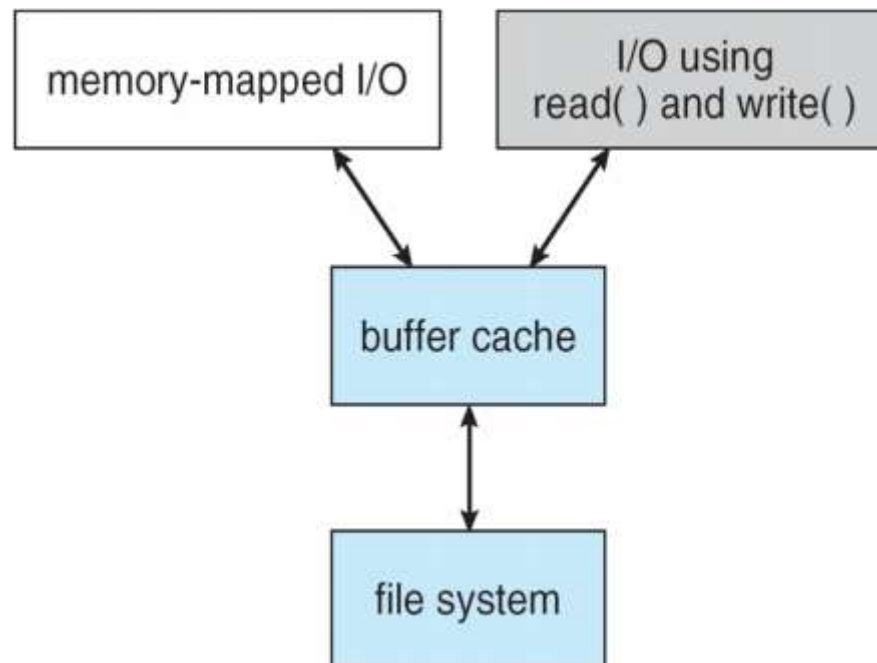 memory-mapped I/O
I/O using
read( ) and write( )
buffer cache
file system